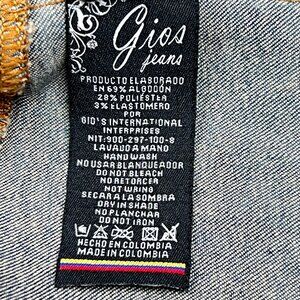 Gios
jeans
PRODUCTO ELABORADO
EN 69% ALGODON
28% POLIESTER
3% ELASTOMERO
POR
GIO'S INTERNATIONAL
INTERPRISES
NIT:900-297-100-8
LAVADO A MANO
HAND WASH
NO USAR BLANQUEADOR
DO NOT BLEACH
NO RETORCER
NOT WRING
SECAR A LA SOMBRA
DRY IN SHADE
NO PLANCHAR
DO NOT IRON
HECHO EN COLOMBIA
MADE IN COLOMBIA